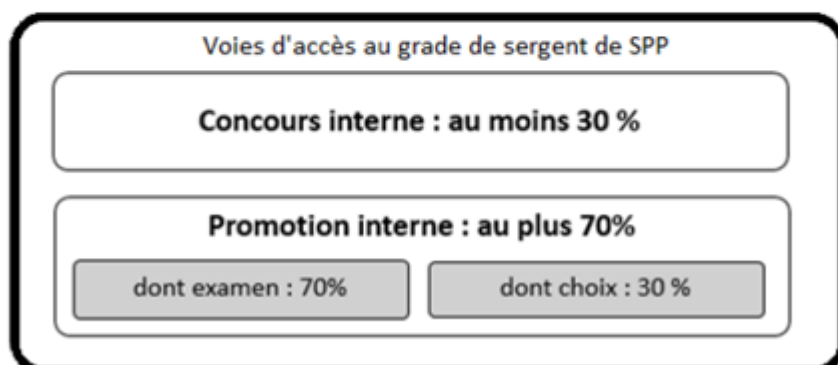 Voies d'accès au grade de sergent de SPP
Concours interne : au moins 30 %
Promotion interne : au plus 70%
dont examen : 70%
dont choix : 30 %